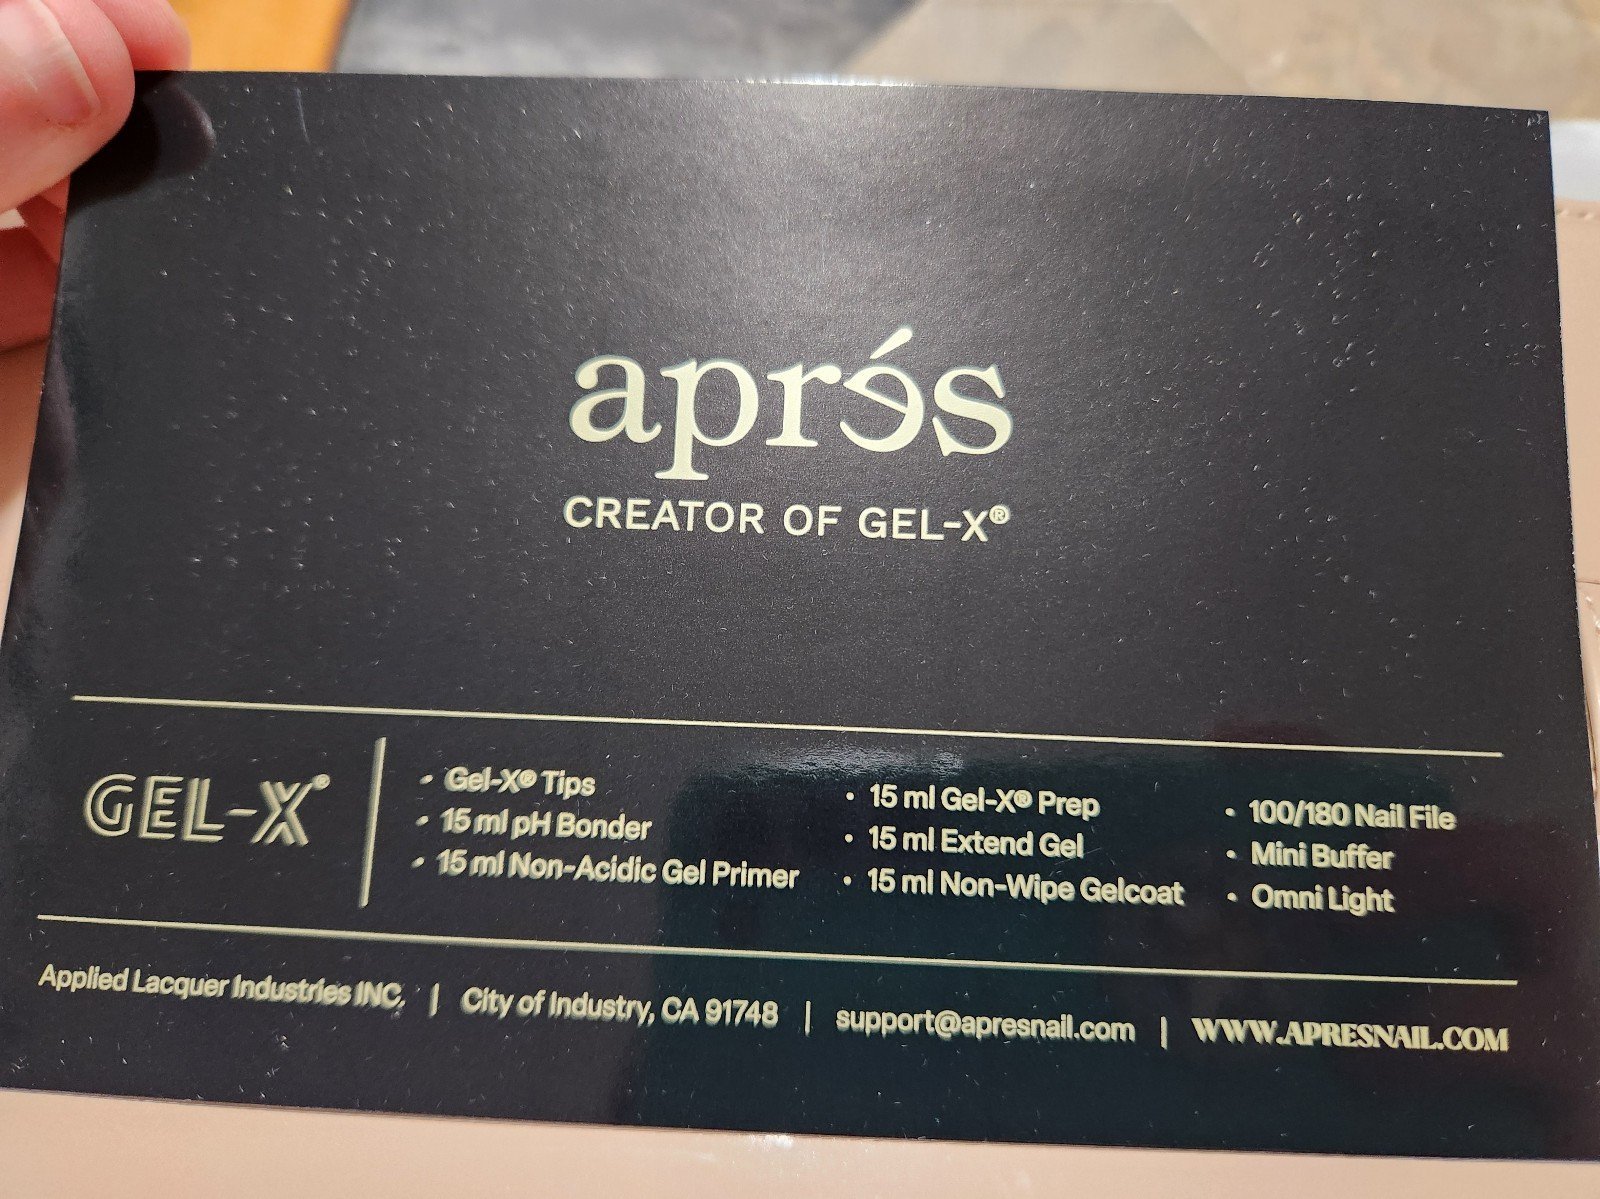 aprés
CREATOR OF GEL-X®
GEL-X®
• Gel-X® Tips
• 15 ml pH Bonder
• 15 ml Non-Acidic Gel Primer
• 15 ml Gel-X® Prep
• 15 ml Extend Gel
• 15 ml Non-Wipe Gelcoat
• 100/180 Nail File
• Mini Buffer
• Omni Light
Applied Lacquer Industries INC. | City of Industry, CA 91748 | support@apresnail.com | WWW.APRESNAIL.COM